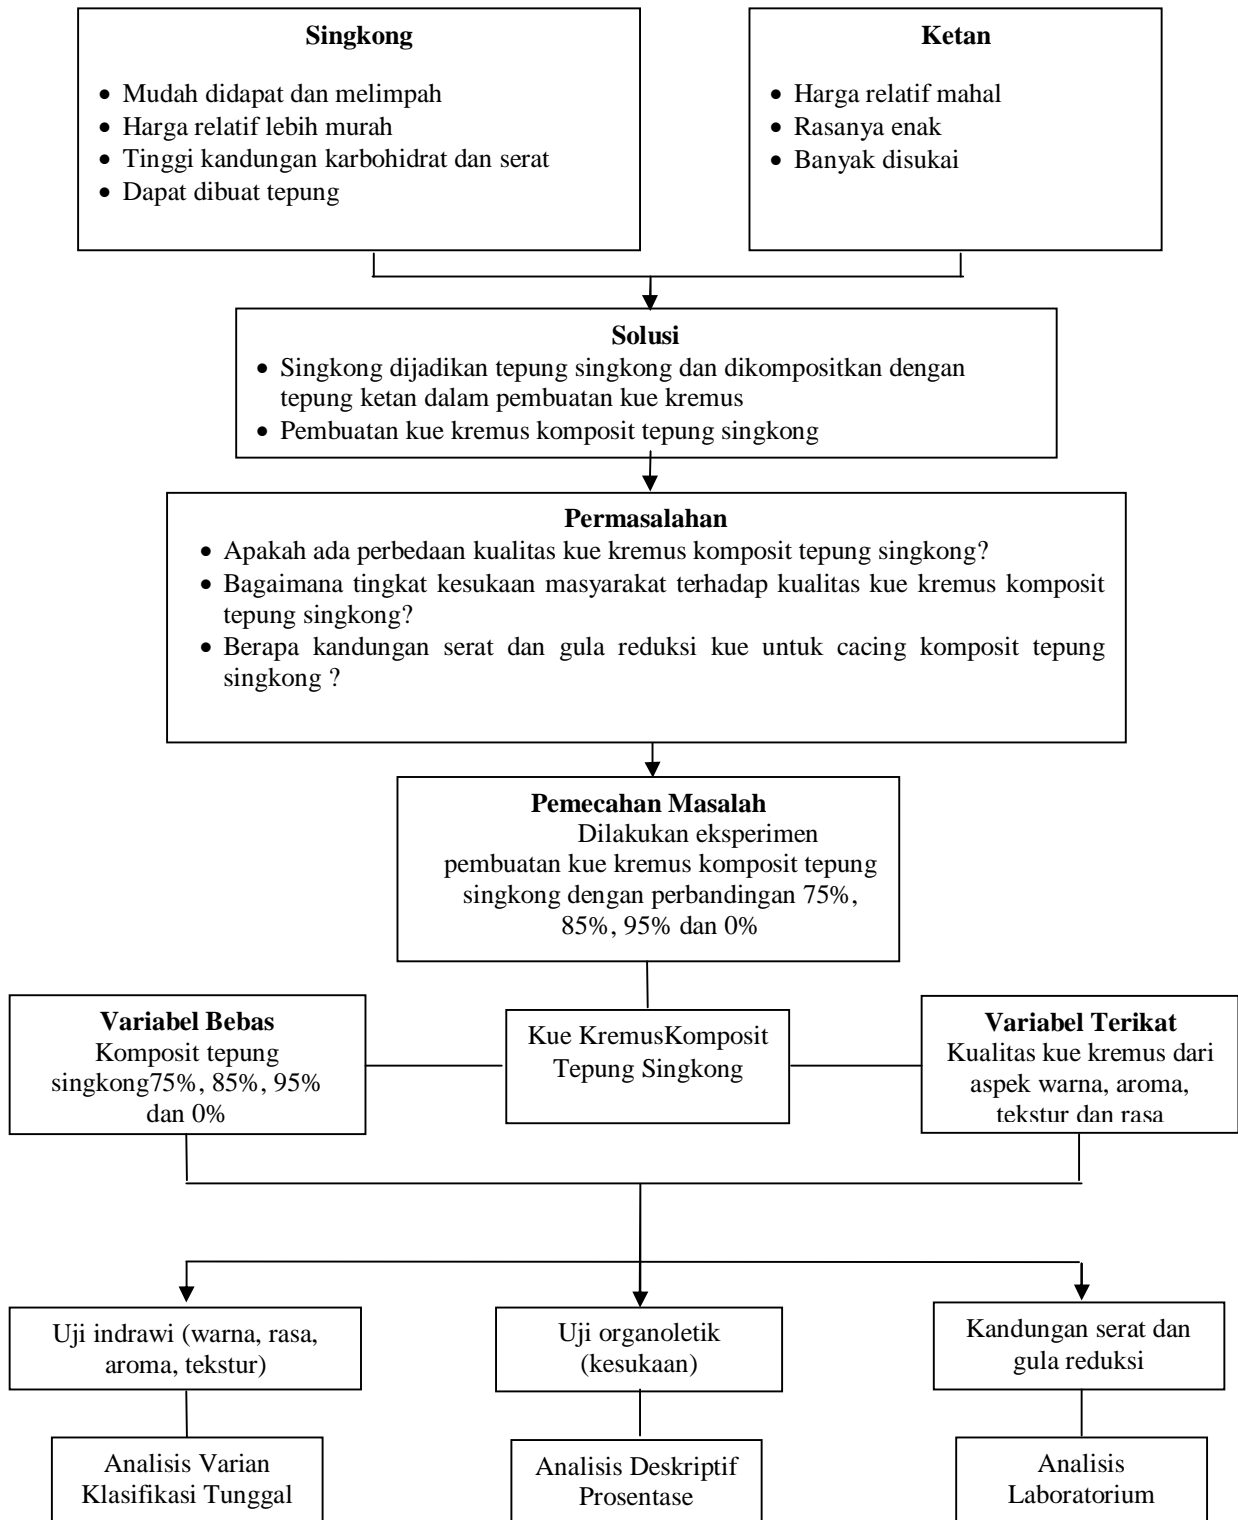 Singkong
• Mudah didapat dan melimpah
• Harga relatif lebih murah
• Tinggi kandungan karbohidrat dan serat
• Dapat dibuat tepung
Ketan
• Harga relatif mahal
• Rasanya enak
• Banyak disukai
Solusi
• Singkong dijadikan tepung singkong dan dikompositkan dengan
tepung ketan dalam pembuatan kue kremus
• Pembuatan kue kremus komposit tepung singkong
Permasalahan
• Apakah ada perbedaan kualitas kue kremus komposit tepung singkong?
• Bagaimana tingkat kesukaan masyarakat terhadap kualitas kue kremus komposit
tepung singkong?
• Berapa kandungan serat dan gula reduksi kue untuk cacing komposit tepung
singkong ?
Pemecahan Masalah
Dilakukan eksperimen
pembuatan kue kremus komposit tepung
singkong dengan perbandingan 75%,
85%, 95% dan 0%
Variabel Bebas
Komposit tepung
singkong75%, 85%, 95%
dan 0%
Kue KremusKomposit
Tepung Singkong
Variabel Terikat
Kualitas kue kremus dari
aspek warna, aroma,
tekstur dan rasa
Uji indrawi (warna, rasa,
aroma, tekstur)
Uji organoletik
(kesukaan)
Kandungan serat dan
gula reduksi
Analisis Varian
Klasifikasi Tunggal
Analisis Deskriptif
Prosentase
Analisis
Laboratorium